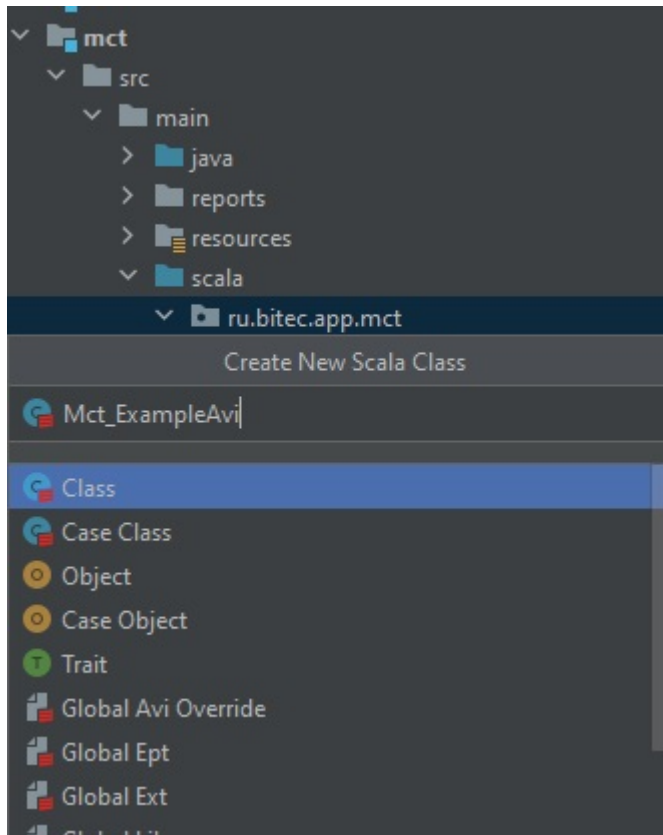 mct
src
main
java
reports
resources
scala
ru.bitec.app.mct
Create New Scala Class
Mct_ExampleAvi
Class
Case Class
Object
Case Object
Trait
Global Avi Override
Global Ept
Global Ext